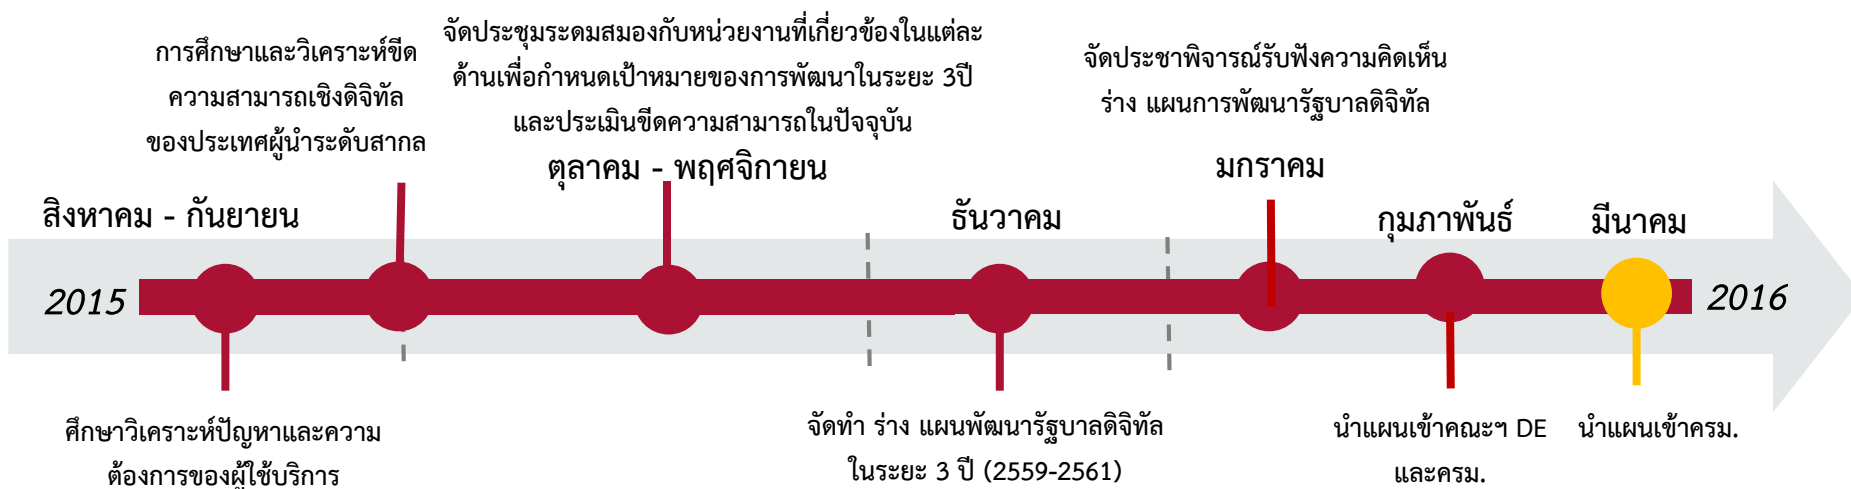 การศึกษาและวิเคราะห์ขีด
ความสามารถเชิงดิจิทัล
ของประเทศผู้นำระดับสากล
จัดประชุมระดมสมองกับหน่วยงานที่เกี่ยวข้องในแต่ละ
ด้านเพื่อกำหนดเป้าหมายของการพัฒนาในระยะ 3ปี
และประเมินขีดความสามารถในปัจจุบัน
จัดประชาพิจารณ์รับฟังความคิดเห็น
ร่าง แผนการพัฒนารัฐบาลดิจิทัล
สิงหาคม - กันยายน
ตุลาคม - พฤศจิกายน
ธันวาคม
มกราคม
กุมภาพันธ์
มีนาคม
2015
2016
ศึกษาวิเคราะห์ปัญหาและความ
ต้องการของผู้ใช้บริการ
จัดทำ ร่าง แผนพัฒนารัฐบาลดิจิทัล
ในระยะ 3 ปี (2559-2561)
นำแผนเข้าคณะฯ DE
และครม.
นำแผนเข้าครม.